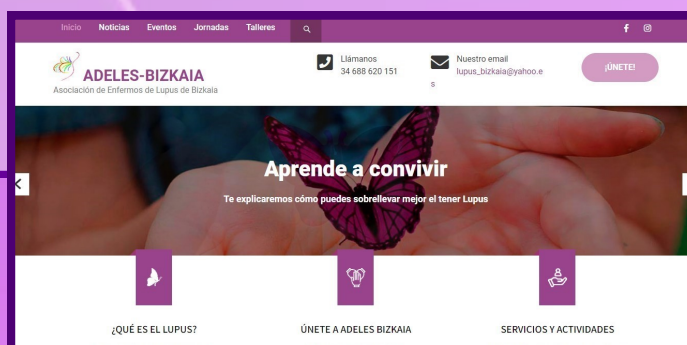 Inicio Noticias Eventos Jornadas Talleres
ADELES-BIZKAIA
Asociación de Enfermos de Lupus de Bizkaia
Llámanos
34 688 620 151
Nuestro email
lupus_bizkaia@yahoo.e
s
¡ÚNETE!
Aprende a convivir
Te explicaremos cómo puedes sobrellevar mejor el tener Lupus
¿QUÉ ES EL LUPUS?
ÚNETE A ADELES BIZKAIA
SERVICIOS Y ACTIVIDADES